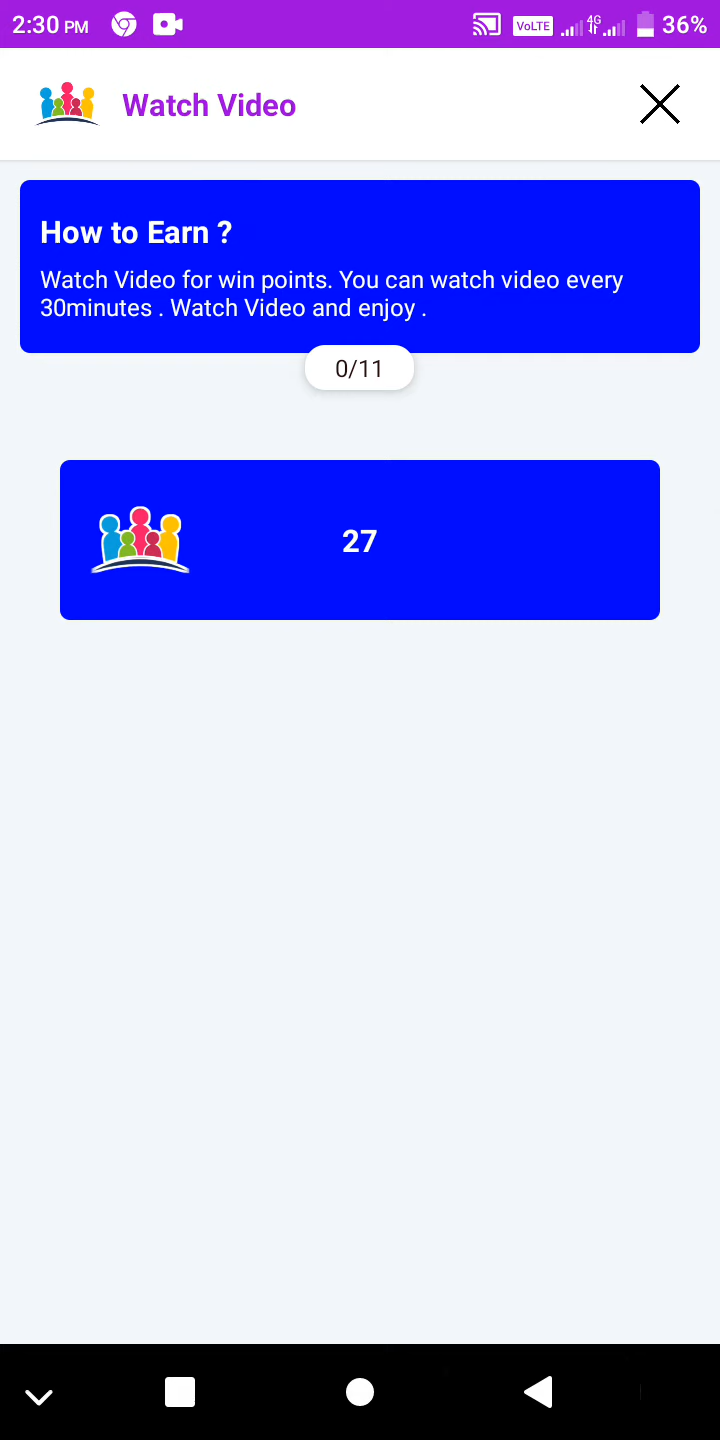 2:30 PM VoLTE 4G 36%
Watch Video
How to Earn ?
Watch Video for win points. You can watch video every
30minutes . Watch Video and enjoy .
0/11
27